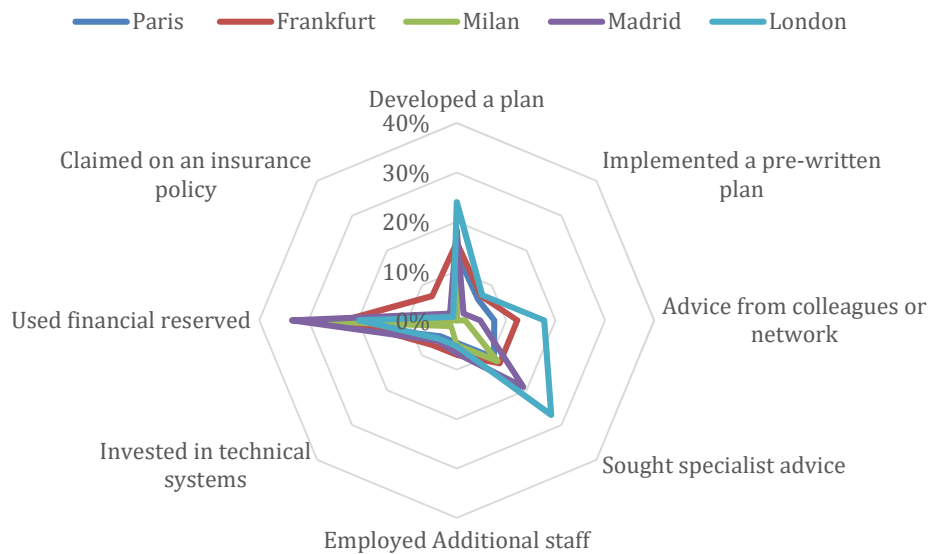 Paris Frankfurt Milan Madrid London
Developed a plan
40%
Claimed on an insurance
policy
Implemented a pre-written
plan
30%
20%
10%
Used financial reserved
0%
Advice from colleagues or
network
Invested in technical
systems
Sought specialist advice
Employed Additional staff